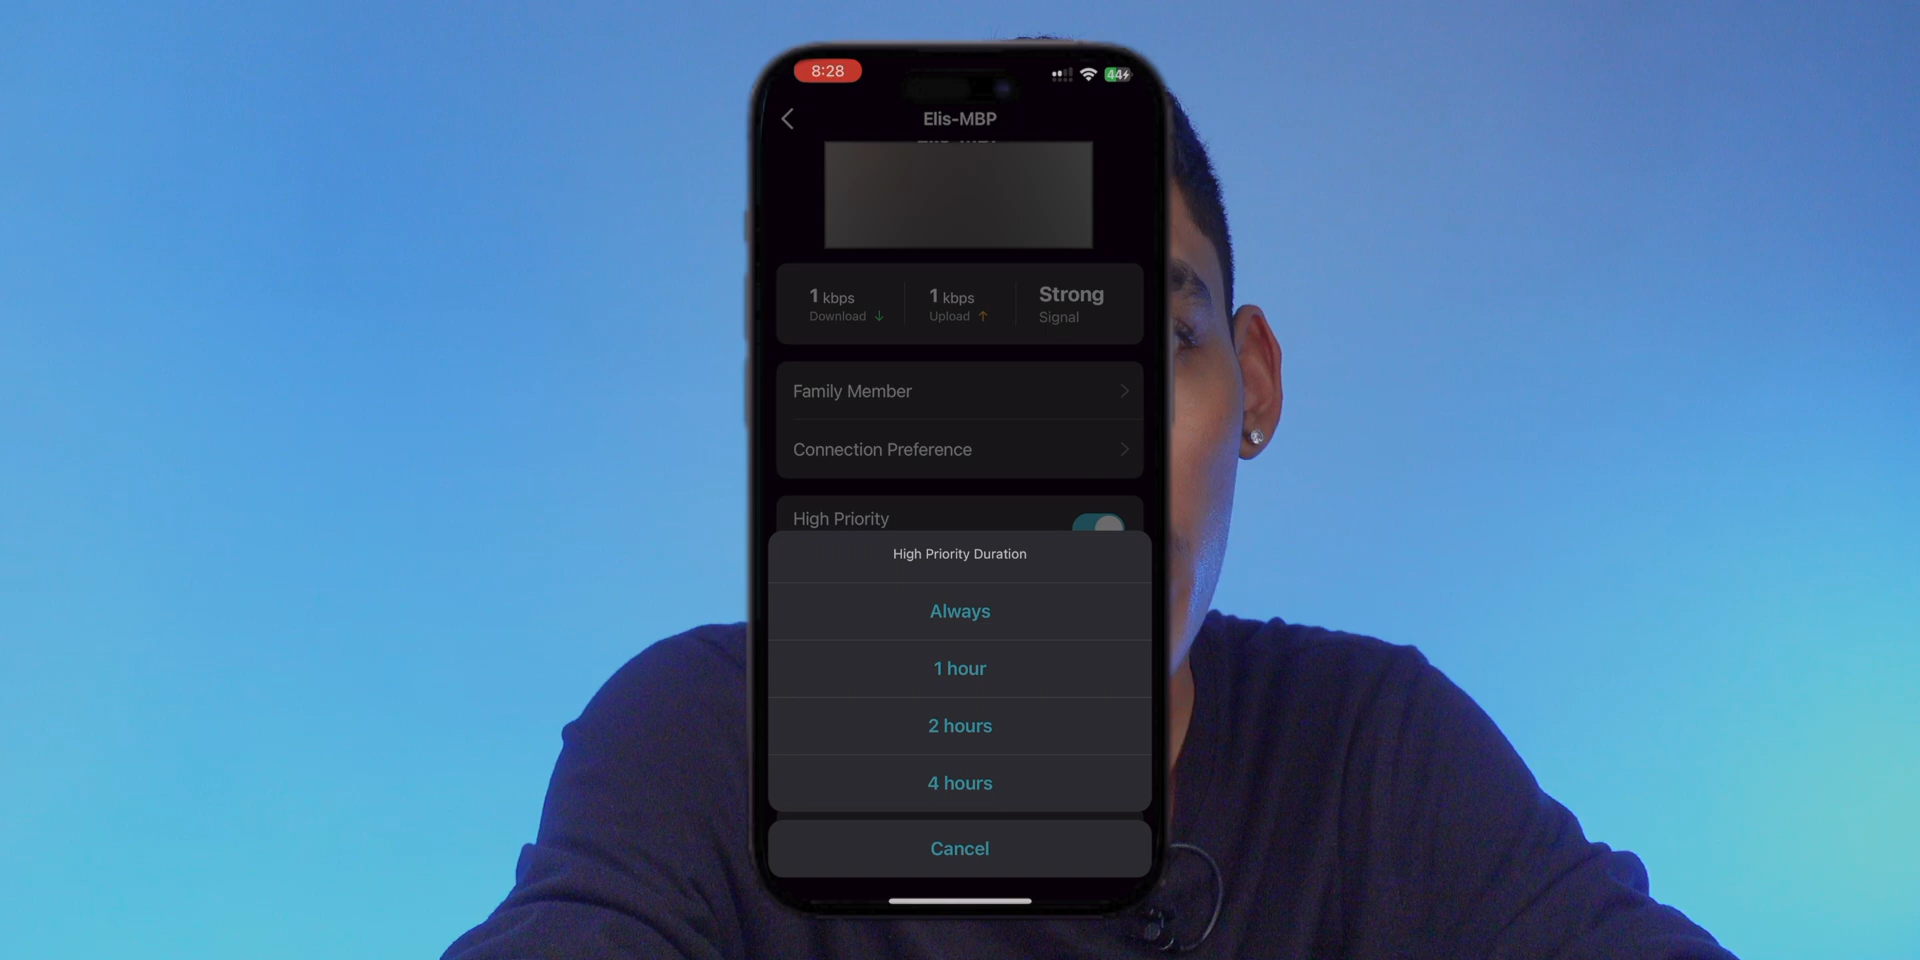 8:28
44
Elis-MBP
1 kbps
Download ↓
1 kbps
Upload ↑
Strong
Signal
Family Member
Connection Preference
High Priority
High Priority Duration
Always
1 hour
2 hours
4 hours
Cancel